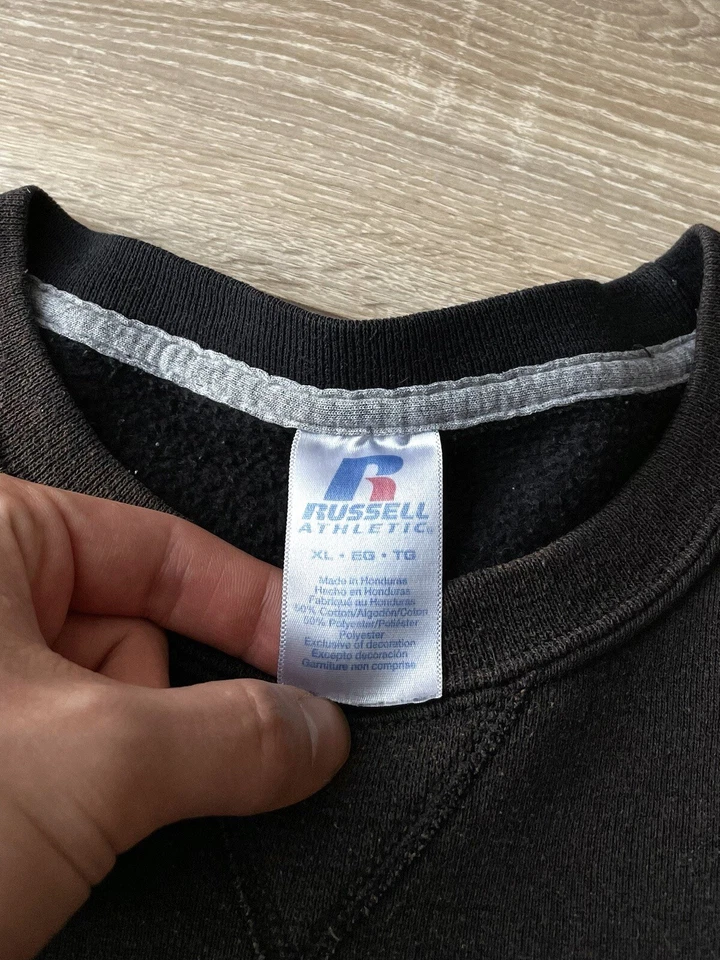 R
RUSSELL
ATHLETIC®
XL • EG • TG
Made in Honduras
Hecho en Honduras
Fabriqué au Honduras
50% Cotton/Algodón/Coton
50% Polyester/Poliéster
Polyester
Exclusive of decoration
Excepto decoración
Garniture non comprise